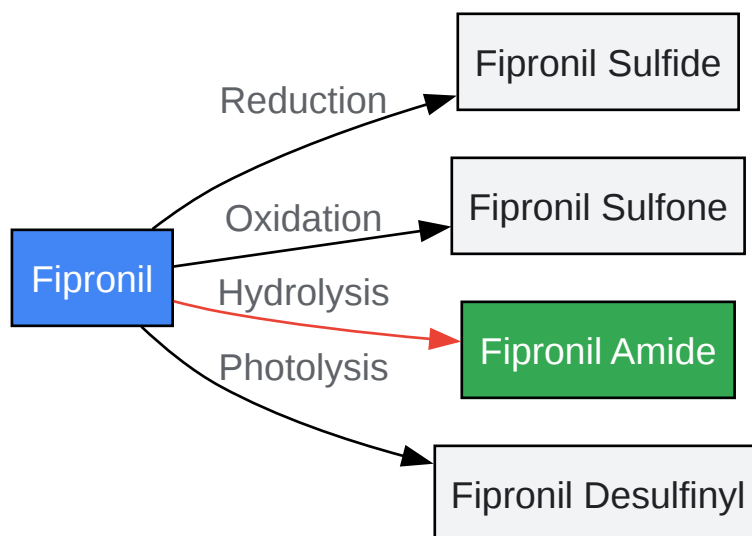 Fipronil Sulfide
Reduction
Fipronil Sulfone
Oxidation
Fipronil
Hydrolysis
Fipronil Amide
Photolysis
Fipronil Desulfinyl